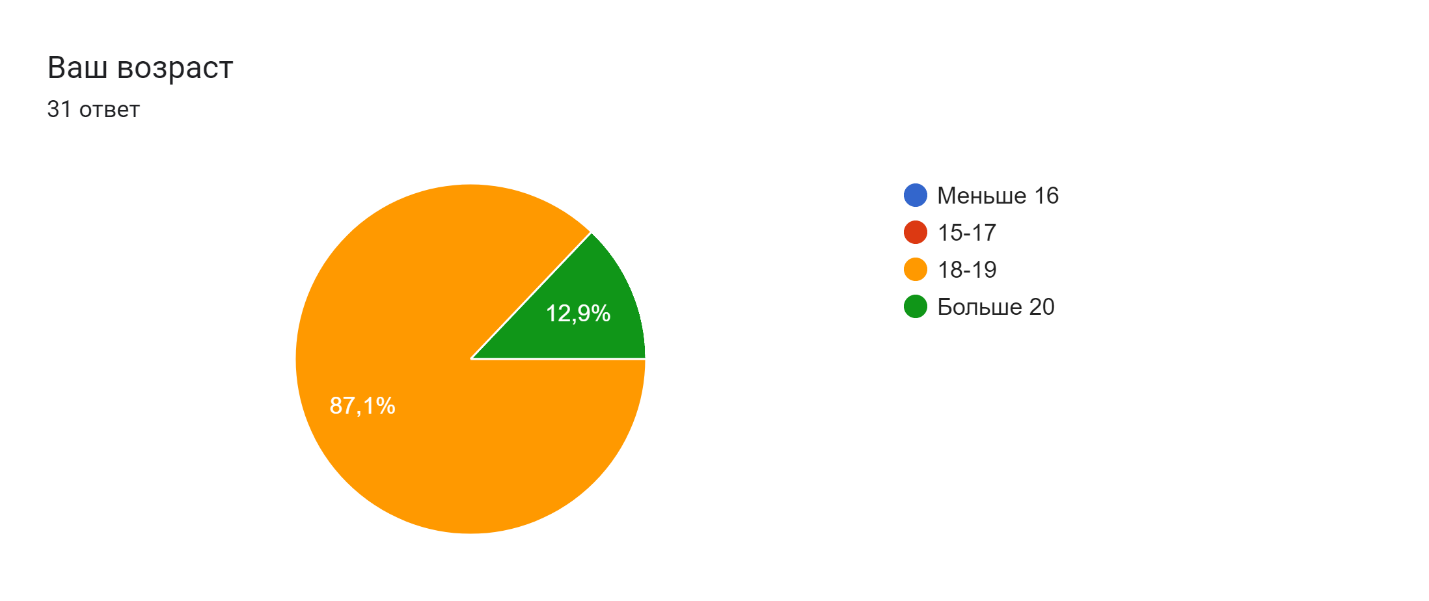 Ваш возраст
31 ответ
Меньше 16
15-17
18-19
Больше 20
12,9%
87,1%